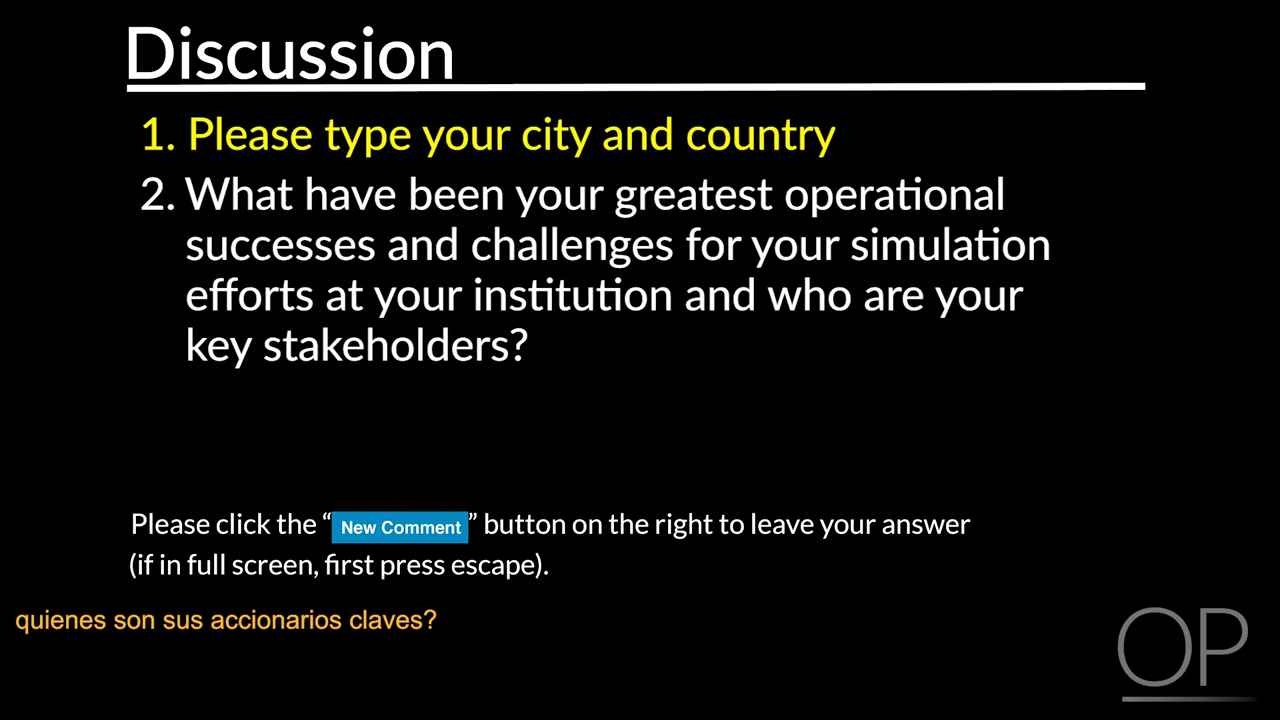 Discussion
1. Please type your city and country
2. What have been your greatest operational
successes and challenges for your simulation
efforts at your institution and who are your
key stakeholders?
Please click the “New Comment” button on the right to leave your answer
(if in full screen, first press escape).
quienes son sus accionarios claves?
OP